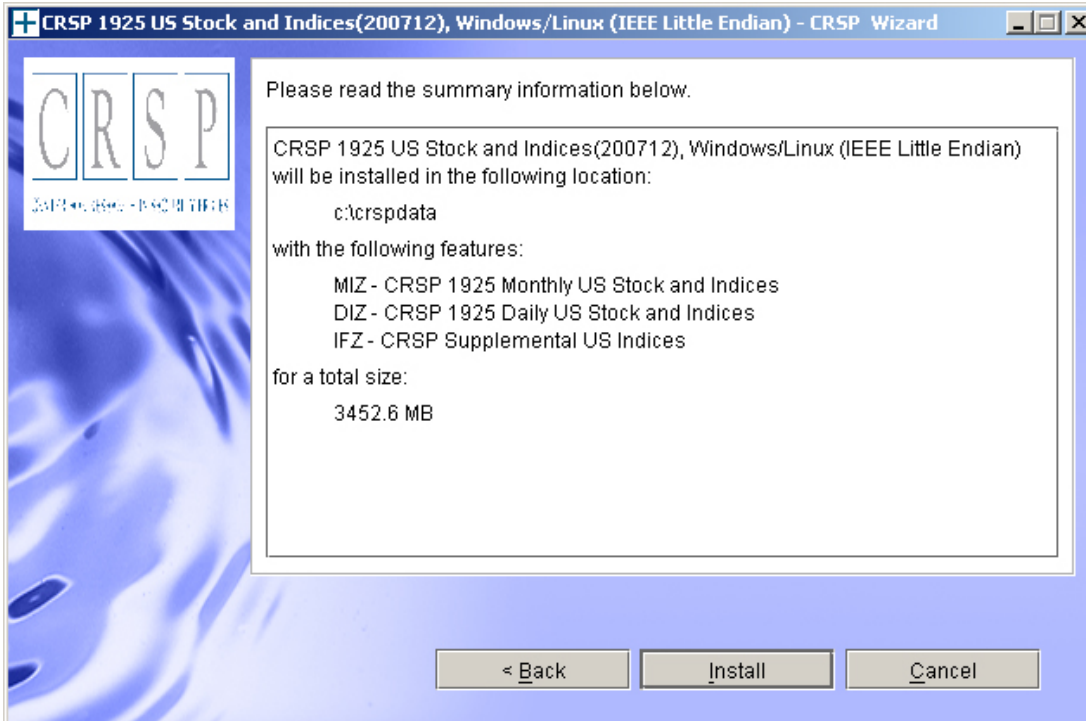 CRSP 1925 US Stock and Indices(200712), Windows/Linux (IEEE Little Endian) - CRSP  Wizard
CRSP
Please read the summary information below.
CRSP 1925 US Stock and Indices(200712), Windows/Linux (IEEE Little Endian)
will be installed in the following location:
c:\crspdata
with the following features:
MIZ - CRSP 1925 Monthly US Stock and Indices
DIZ - CRSP 1925 Daily US Stock and Indices
IFZ - CRSP Supplemental US Indices
for a total size:
3452.6 MB
< Back
Install
Cancel